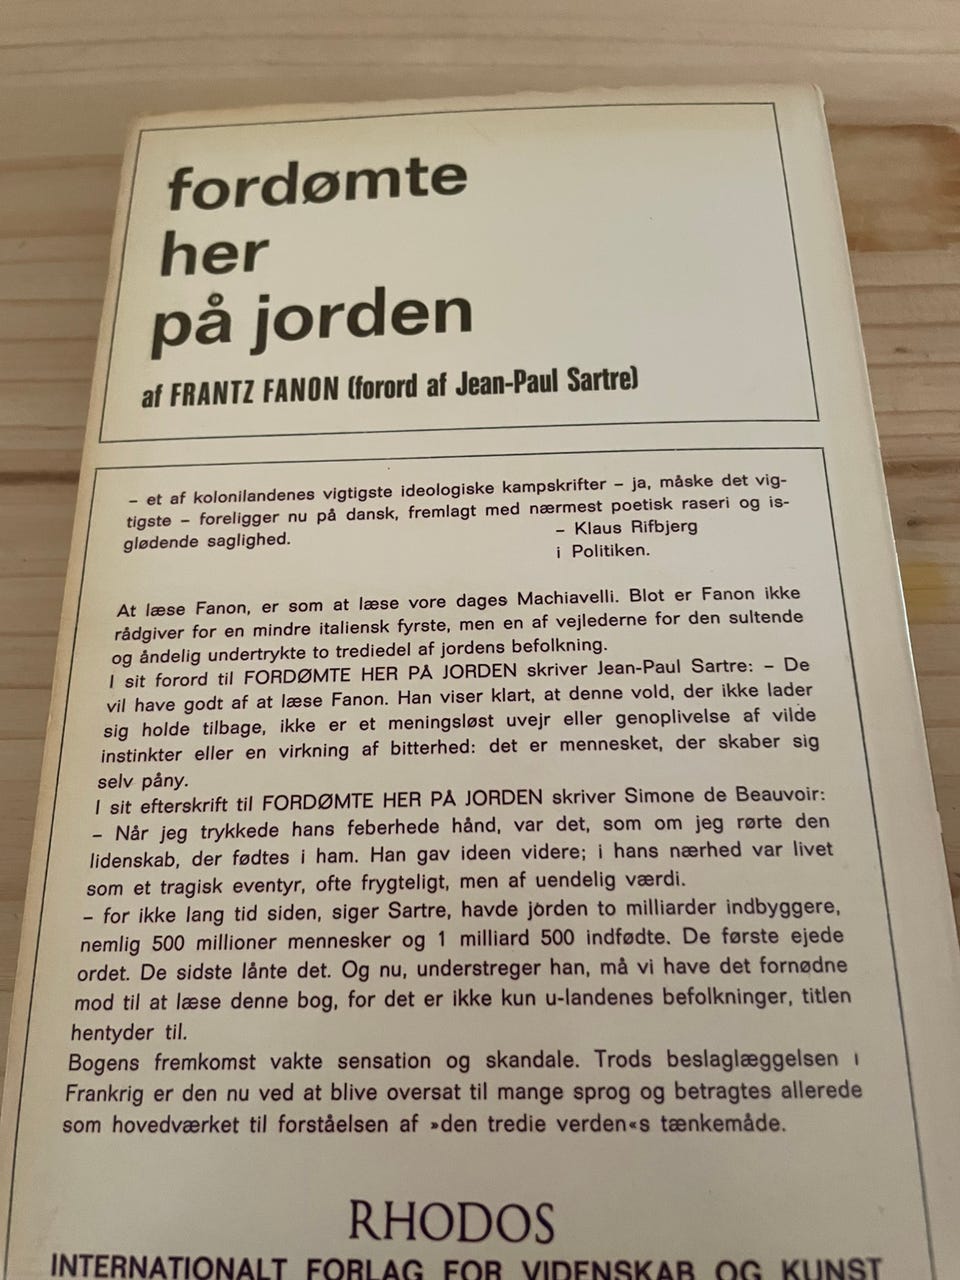 fordømte
her
på jorden
af FRANTZ FANON (forord af Jean-Paul Sartre)
– et af kolonilandenes vigtigste ideologiske kampskrifter – ja, måske det vig-
tigste – foreligger nu på dansk, fremlagt med nærmest poetisk raseri og is-
glødende saglighed.
– Klaus Rifbjerg
i Politiken.
At læse Fanon, er som at læse vore dages Machiavelli. Blot er Fanon ikke
rådgiver for en mindre italiensk fyrste, men en af vejlederne for den sultende
og åndelig undertrykte to trediedel af jordens befolkning.
I sit forord til FORDØMTE HER PÅ JORDEN skriver Jean-Paul Sartre: – De
vil have godt af at læse Fanon. Han viser klart, at denne vold, der ikke lader
sig holde tilbage, ikke er et meningsløst uvejr eller genoplivelse af vilde
instinkter eller en virkning af bitterhed: det er mennesket, der skaber sig
selv påny.
I sit efterskrift til FORDØMTE HER PÅ JORDEN skriver Simone de Beauvoir:
– Når jeg trykkede hans feberhede hånd, var det, som om jeg rørte den
lidenskab, der fødtes i ham. Han gav ideen videre; i hans nærhed var livet
som et tragisk eventyr, ofte frygteligt, men af uendelig værdi.
– for ikke lang tid siden, siger Sartre, havde jorden to milliarder indbyggere,
nemlig 500 millioner mennesker og 1 milliard 500 indfødte. De første ejede
ordet. De sidste lånte det. Og nu, understreger han, må vi have det fornødne
mod til at læse denne bog, for det er ikke kun u-landenes befolkninger, titlen
hentyder til.
Bogens fremkomst vakte sensation og skandale. Trods beslaglæggelsen i
Frankrig er den nu ved at blive oversat til mange sprog og betragtes allerede
som hovedværket til forståelsen af »den tredie verden«s tænkemåde.
RHODOS
INTERNATIONALT FORLAG FOR VIDENSKAB OG KUNST